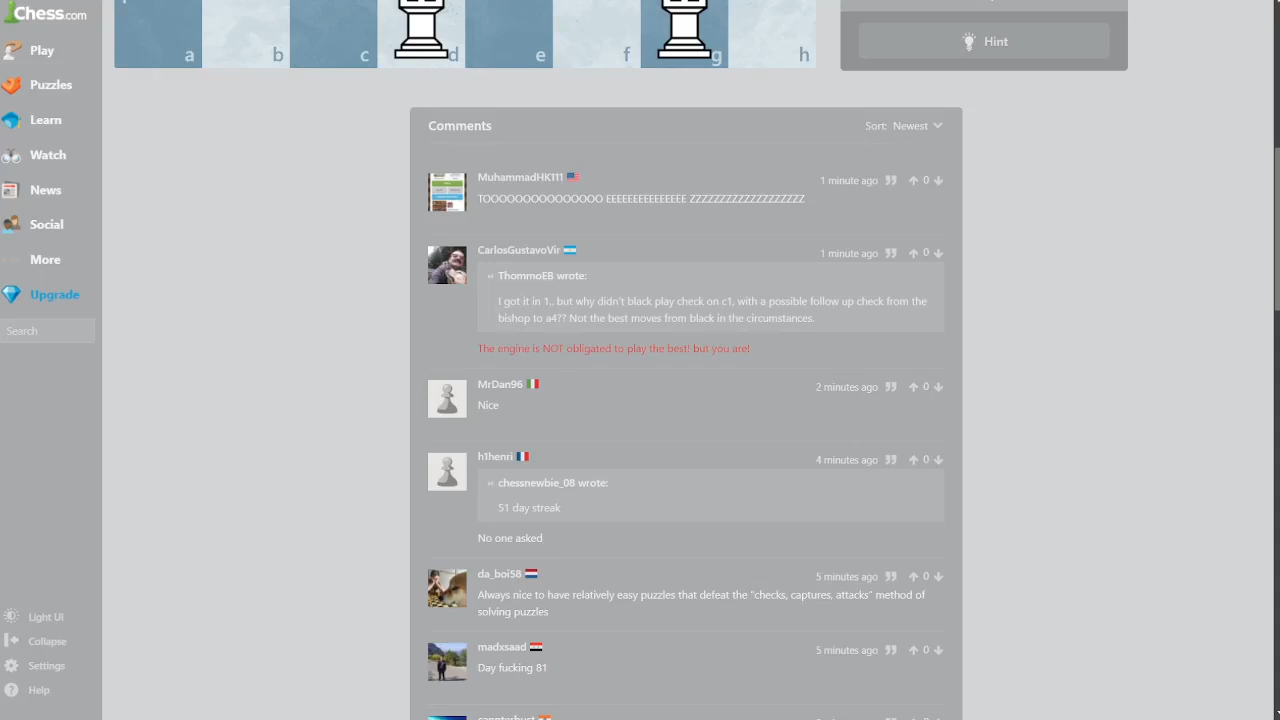 Chess.com
Play
Puzzles
Learn
Watch
News
Social
More
Upgrade
Search
Light UI
Collapse
Settings
Help
a b c d e f g h
Hint
Comments
Sort: Newest
MuhammadHK111
1 minute ago 0
TOOOOOOOOOOOOOOO EEEEEEEEEEEEEEE ZZZZZZZZZZZZZZZZZZZ
CarlosGustavoVir
1 minute ago 0
ThommoEB wrote:
I got it in 1,. but why didn't black play check on c1, with a possible follow up check from the
bishop to a4?? Not the best moves from black in the circumstances.
The engine is NOT obligated to play the best! but you are!
MrDan96
2 minutes ago 0
Nice
h1henri
4 minutes ago 0
chessnewbie_08 wrote:
51 day streak
No one asked
da_boi58
5 minutes ago 0
Always nice to have relatively easy puzzles that defeat the "checks, captures, attacks" method of
solving puzzles
madxsaad
5 minutes ago 0
Day fucking 81